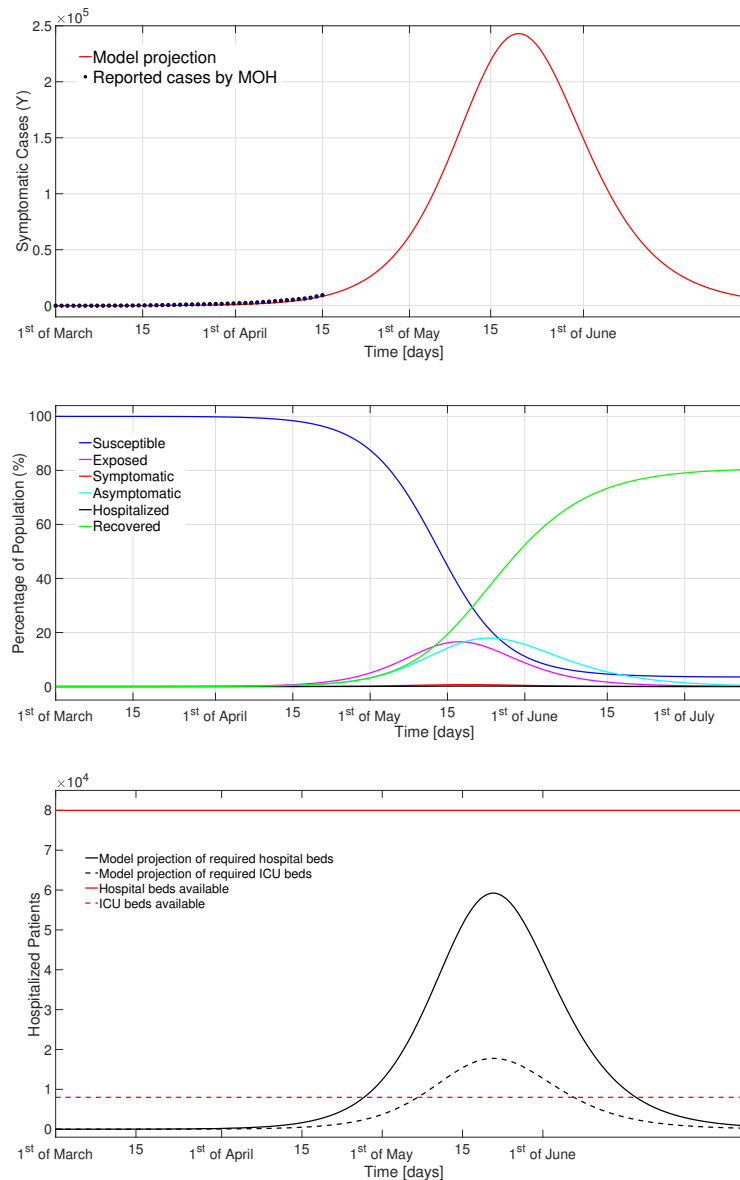 ×10^5
2.5
2
1.5
1
0.5
0
Symptomatic Cases (Y)
Model projection
Reported cases by MOH
1st of March 15 1st of April 15 1st of May 15 1st of June
Time [days]
100
80
60
40
20
0
Percentage of Population (%)
Susceptible
Exposed
Symptomatic
Asymptomatic
Hospitalized
Recovered
1st of March 15 1st of April 15 1st of May 15 1st of June 15 1st of July
Time [days]
×10^4
8
7
6
5
4
3
2
1
0
Hospitalized Patients
Model projection of required hospital beds
Model projection of required ICU beds
Hospital beds available
ICU beds available
1st of March 15 1st of April 15 1st of May 15 1st of June
Time [days]